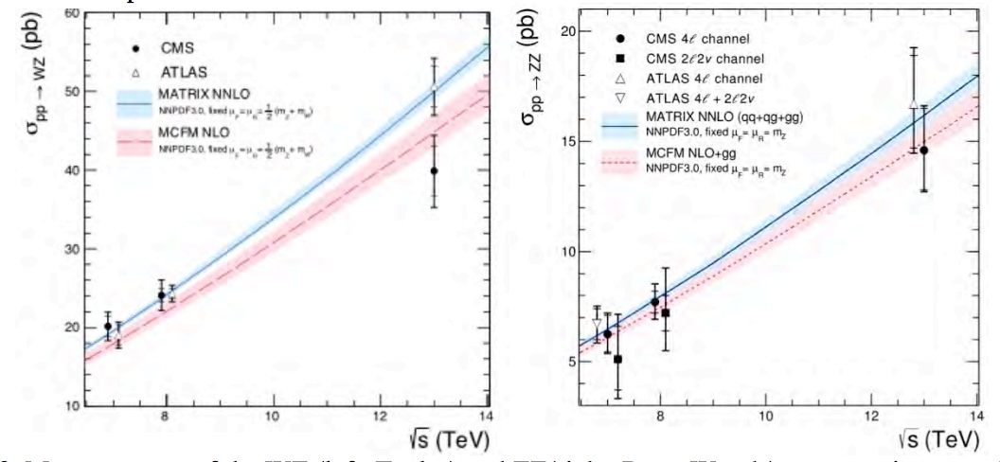 60
50
40
30
20
10
8
10
12
14
σpp → WZ (pb)
CMS
ATLAS
MATRIX NNLO
NNPDF3.0, fixed μF = μR = 1/2 (mZ + mW)
MCFM NLO
NNPDF3.0, fixed μF = μR = 1/2 (mZ + mW)
√s (TeV)
20
15
10
5
8
10
12
14
σpp → ZZ (pb)
CMS 4ℓ channel
CMS 2ℓ2ν channel
ATLAS 4ℓ channel
ATLAS 4ℓ + 2ℓ2ν
MATRIX NNLO (qq+qg+gg)
NNPDF3.0, fixed μF= μR= mZ
MCFM NLO+gg
NNPDF3.0, fixed μF= μR= mZ
√s (TeV)